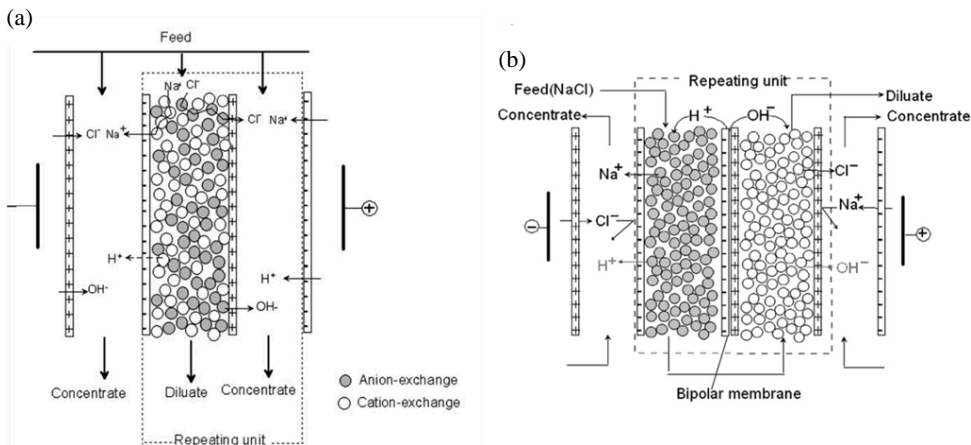 (a)
Feed
Na⁺ Cl⁻
Cl⁻ Na⁺
Cl⁻ Na⁺
H⁺
H⁺
OH⁻
OH-
Concentrate
Diluate
Concentrate
Anion-exchange
Cation-exchange
Repeating unit
(b)
Repeating unit
Feed(NaCl)
Concentrate
H⁺
OH⁻
Diluate
Concentrate
Na⁺
Cl⁻
Cl⁻
Na⁺
H⁺
OH⁻
Bipolar membrane